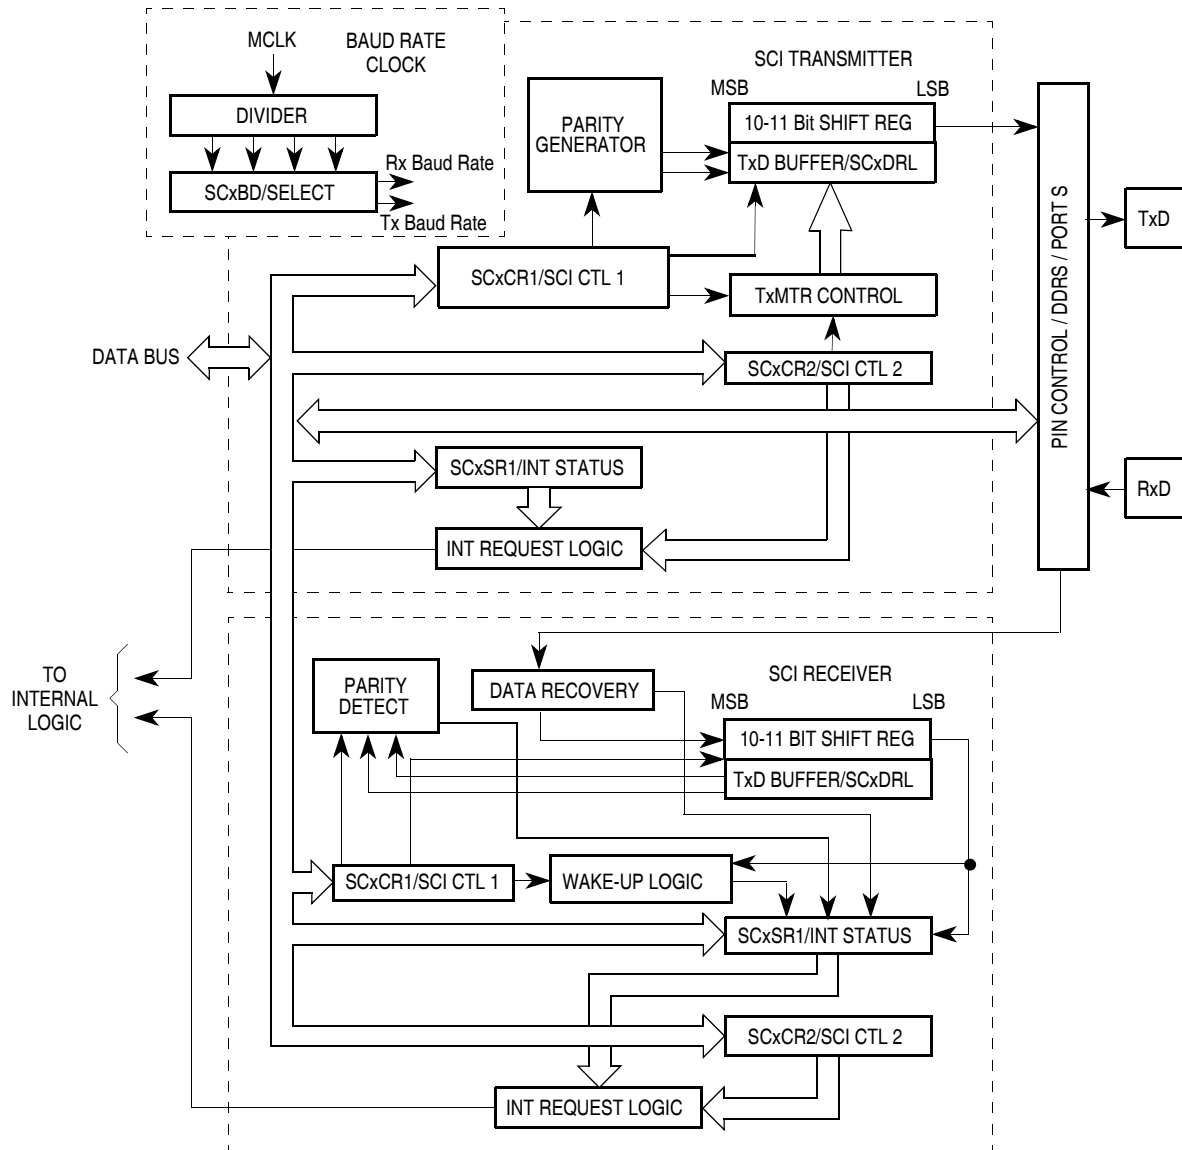 MCLK
BAUD RATE
CLOCK
DIVIDER
SCxBD/SELECT
Rx Baud Rate
Tx Baud Rate
SCI TRANSMITTER
MSB
LSB
PARITY
GENERATOR
10-11 Bit SHIFT REG
TxD BUFFER/SCxDRL
SCxCR1/SCI CTL 1
TxMTR CONTROL
DATA BUS
SCxCR2/SCI CTL 2
SCxSR1/INT STATUS
INT REQUEST LOGIC
PIN CONTROL / DDRS / PORT S
TxD
RxD
TO
INTERNAL
LOGIC
PARITY
DETECT
DATA RECOVERY
SCI RECEIVER
MSB
LSB
10-11 BIT SHIFT REG
TxD BUFFER/SCxDRL
SCxCR1/SCI CTL 1
WAKE-UP LOGIC
SCxSR1/INT STATUS
SCxCR2/SCI CTL 2
INT REQUEST LOGIC